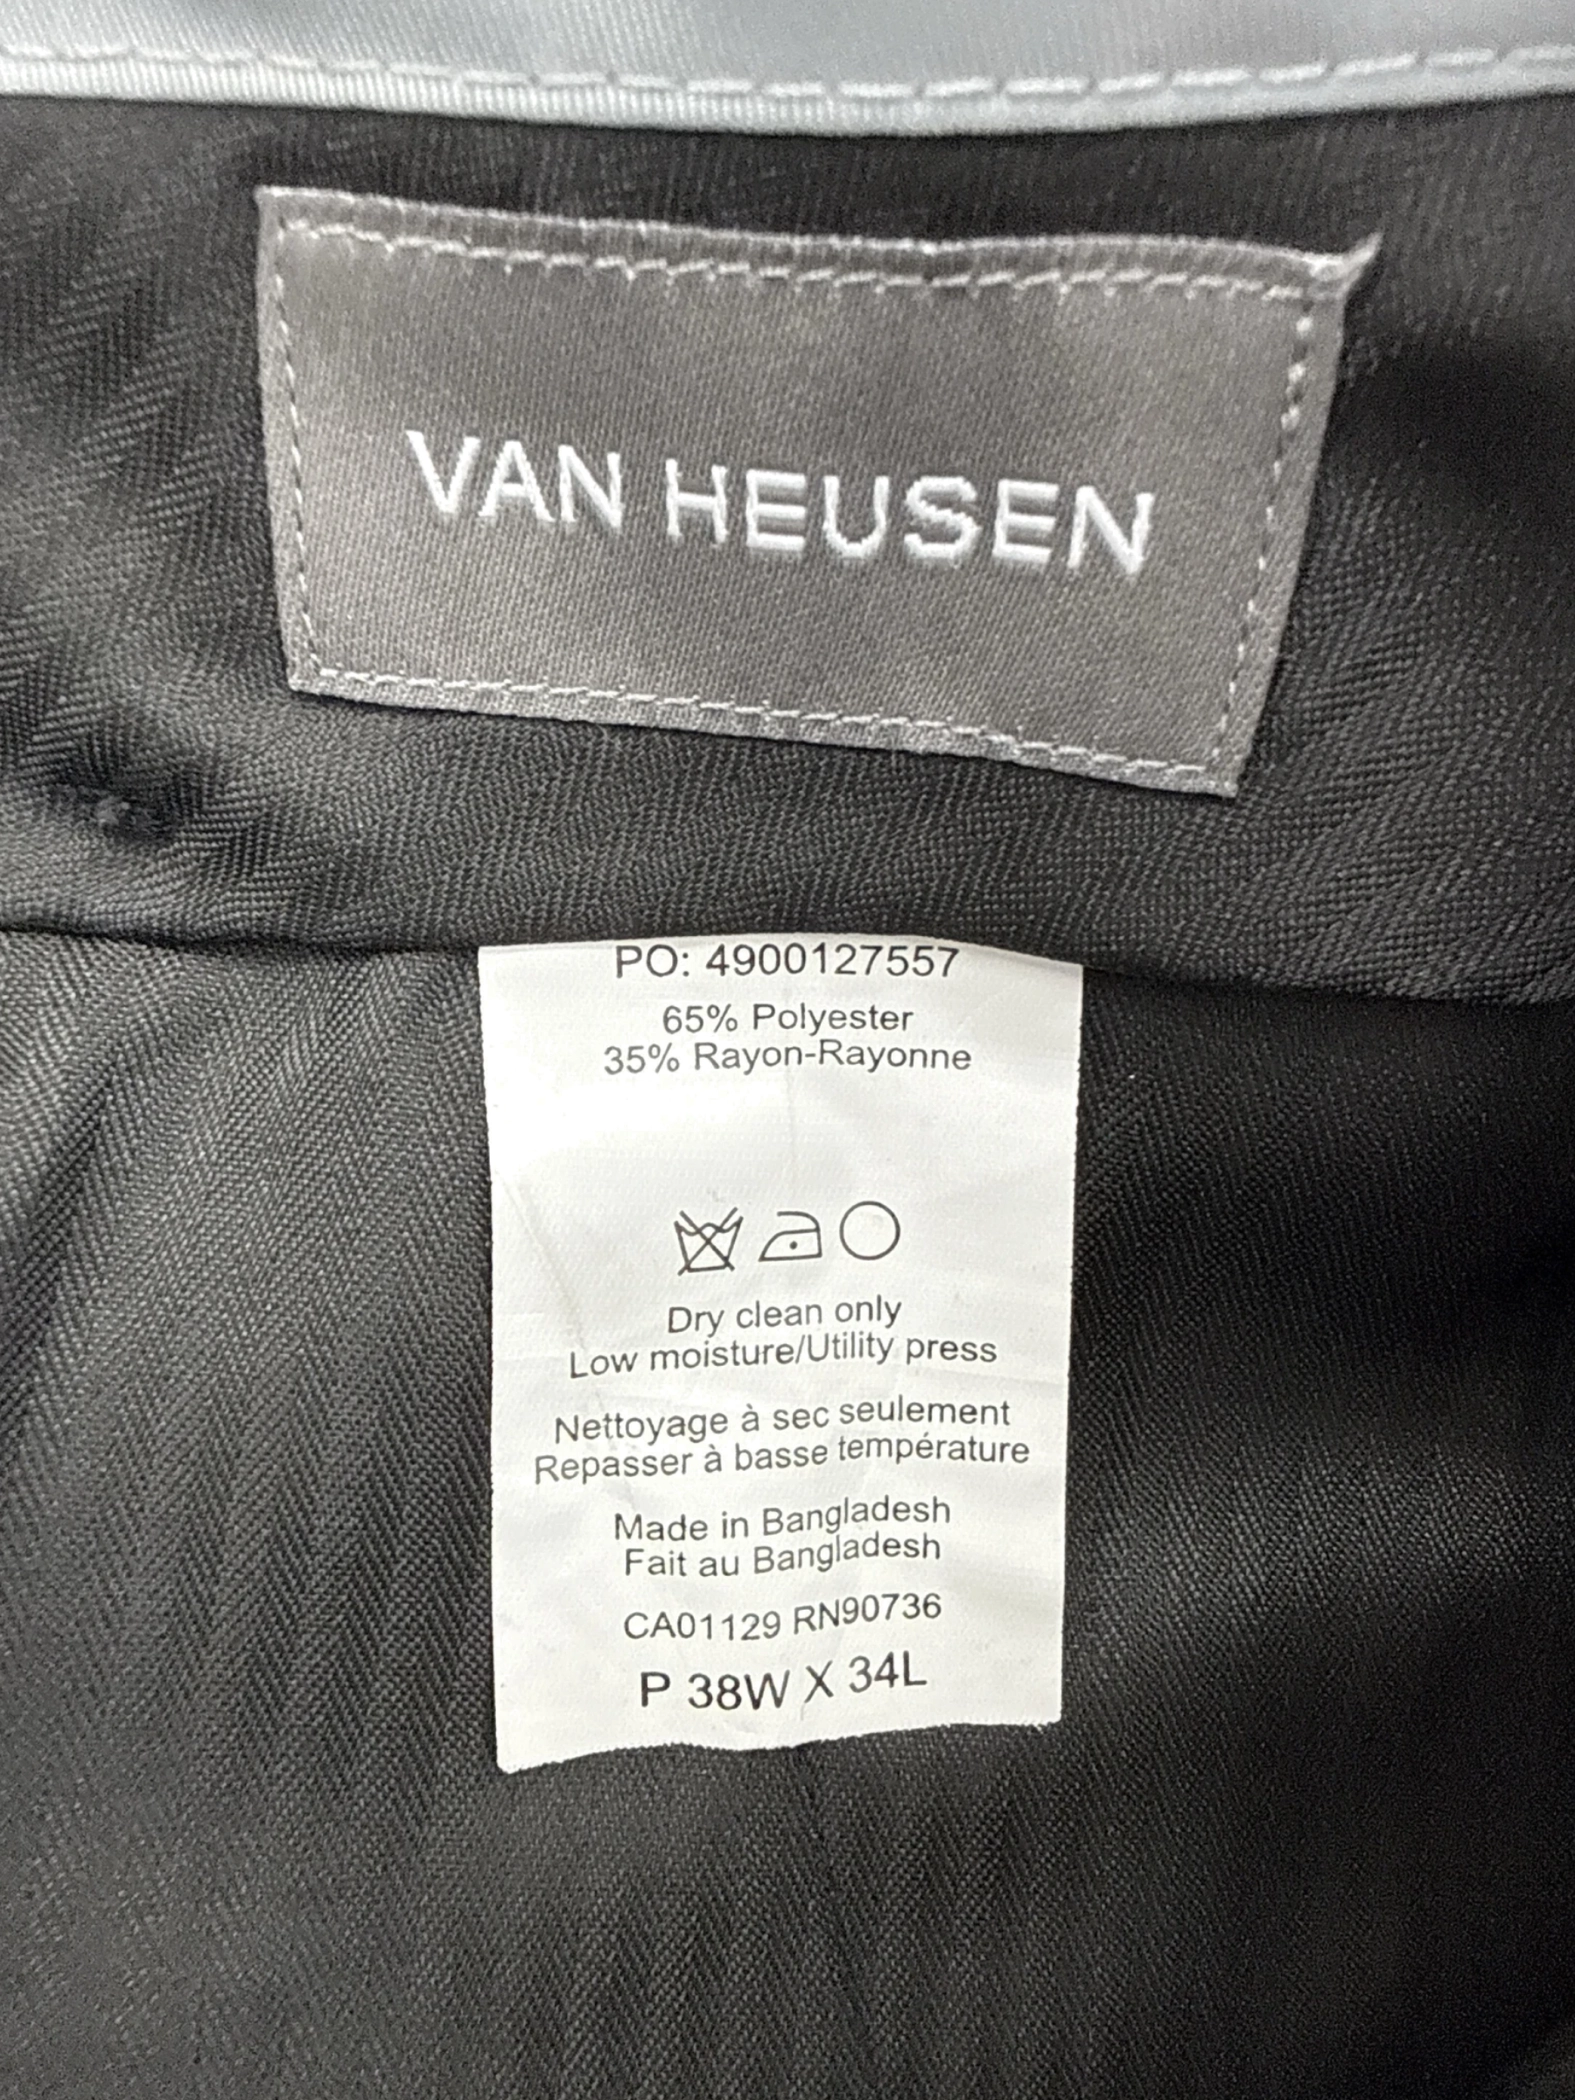 VAN HEUSEN
PO: 4900127557
65% Polyester
35% Rayon-Rayonne
Dry clean only
Low moisture/Utility press
Nettoyage à sec seulement
Repasser à basse température
Made in Bangladesh
Fait au Bangladesh
CA01129 RN90736
P 38W X 34L